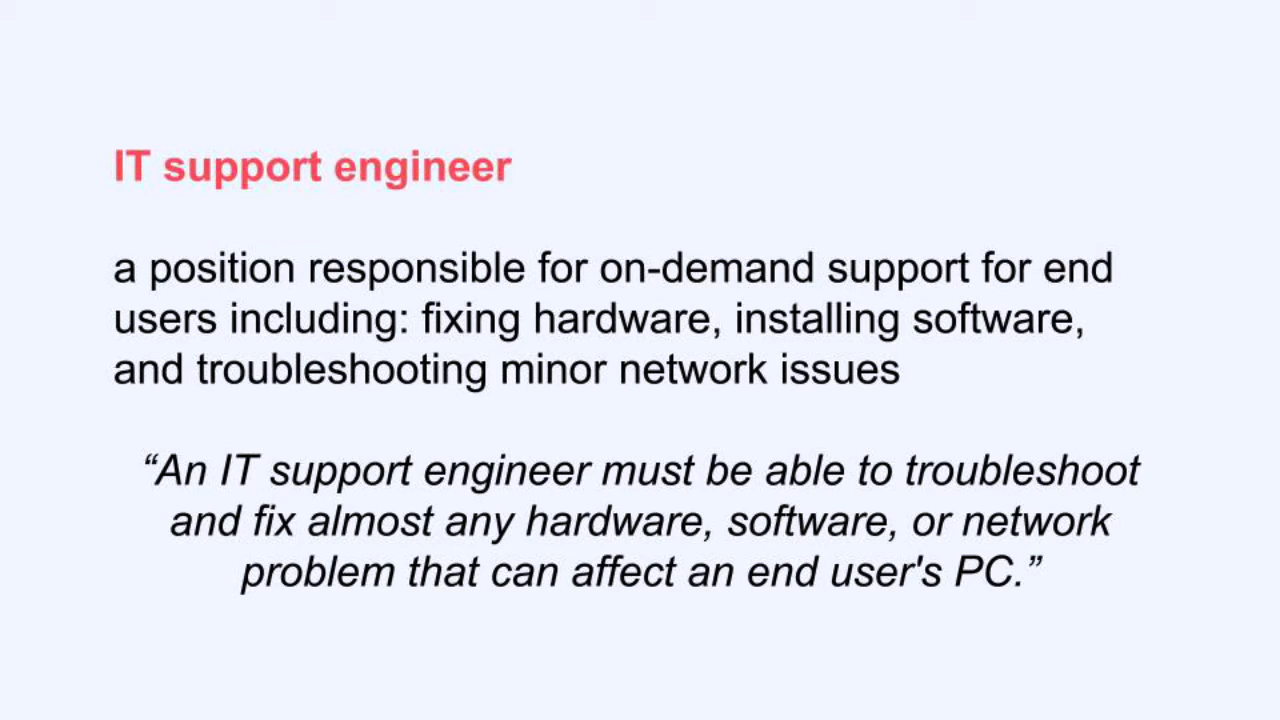 IT support engineer
a position responsible for on-demand support for end
users including: fixing hardware, installing software,
and troubleshooting minor network issues
“An IT support engineer must be able to troubleshoot
and fix almost any hardware, software, or network
problem that can affect an end user's PC.”